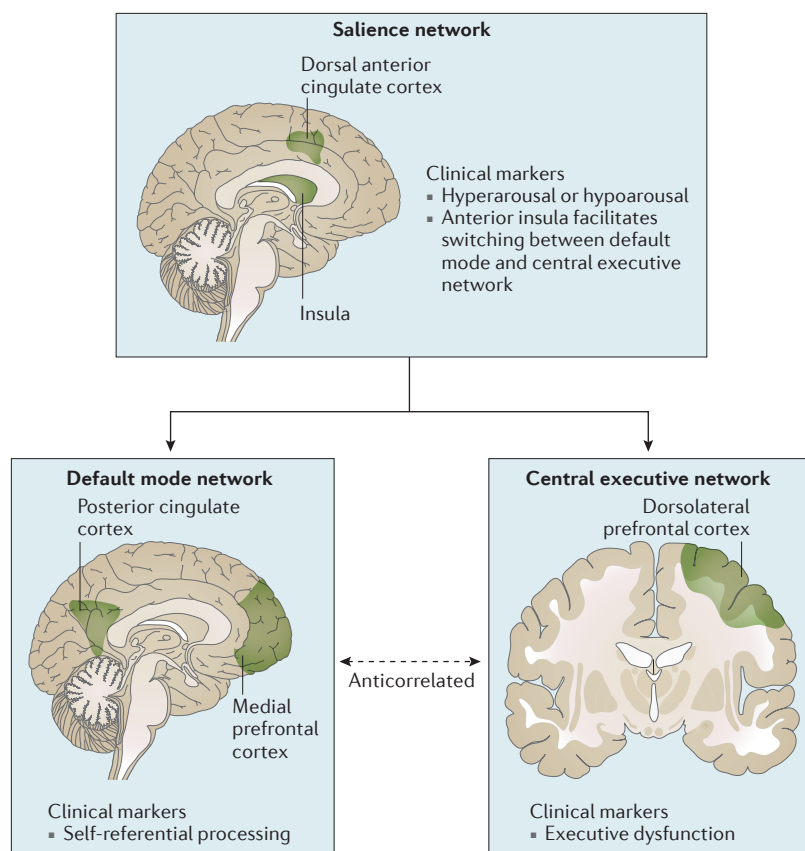 Salience network
Dorsal anterior
cingulate cortex
Clinical markers
▪ Hyperarousal or hypoarousal
▪ Anterior insula facilitates
switching between default
mode and central executive
network
Insula
Default mode network
Posterior cingulate
cortex
Medial
prefrontal
cortex
Clinical markers
▪ Self-referential processing
Anticorrelated
Central executive network
Dorsolateral
prefrontal cortex
Clinical markers
▪ Executive dysfunction